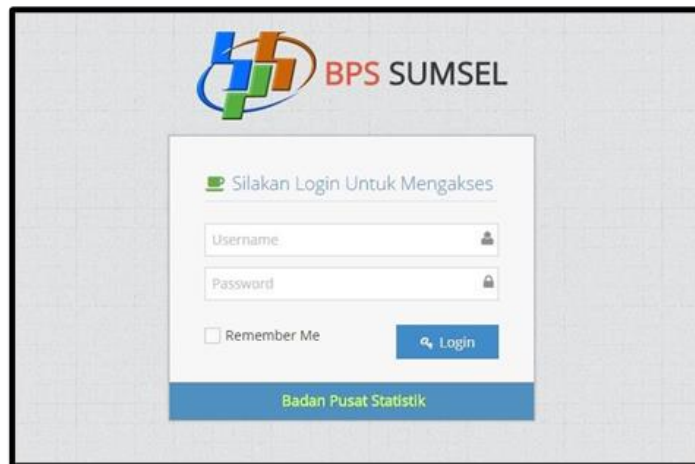 BPS SUMSEL
Silakan Login Untuk Mengakses
Username
Password
Remember Me
Login
Badan Pusat Statistik